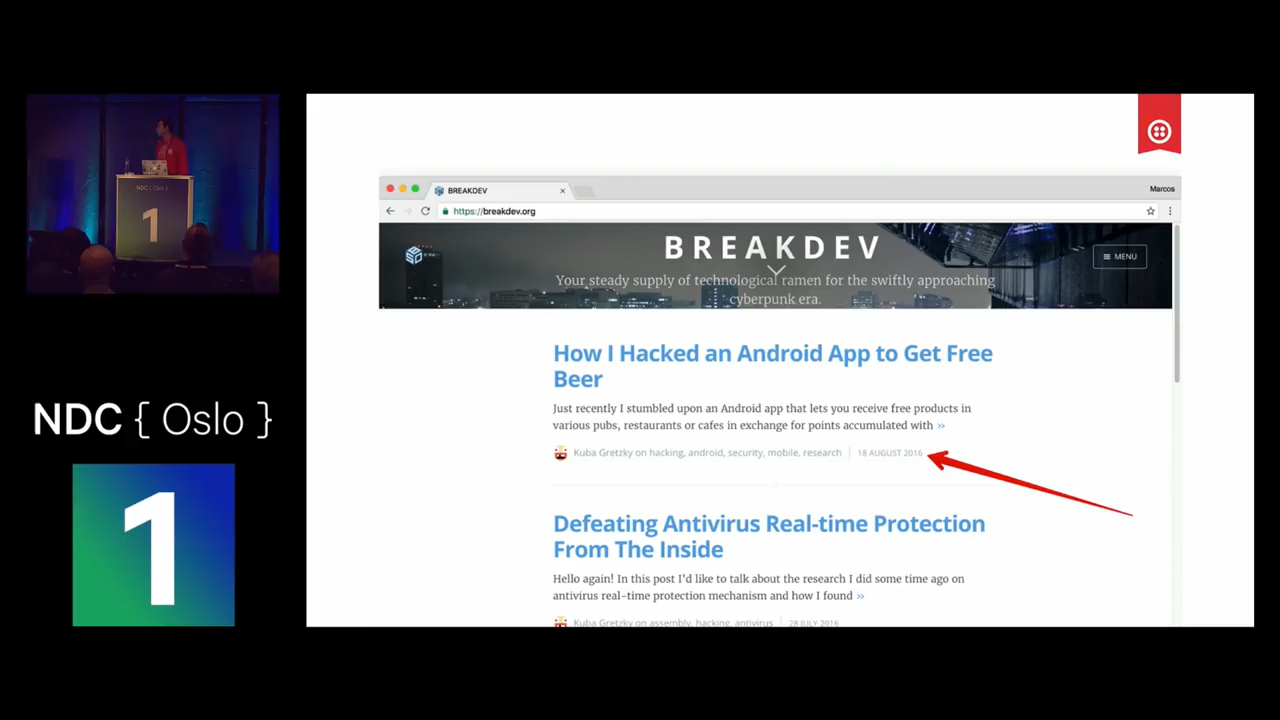 NDC { Oslo }
1
NDC { Oslo }
1
Marcos
BREAKDEV
https://breakdev.org
BREAKDEV
MENU
Your steady supply of technological ramen for the swiftly approaching
cyberpunk era.
How I Hacked an Android App to Get Free
Beer
Just recently I stumbled upon an Android app that lets you receive free products in
various pubs, restaurants or cafes in exchange for points accumulated with »
Kuba Gretzky on hacking, android, security, mobile, research | 18 AUGUST 2016
Defeating Antivirus Real-time Protection
From The Inside
Hello again! In this post I'd like to talk about the research I did some time ago on
antivirus real-time protection mechanism and how I found »
Kuba Gretzky on assembly, hacking, antivirus | 28 JULY 2016